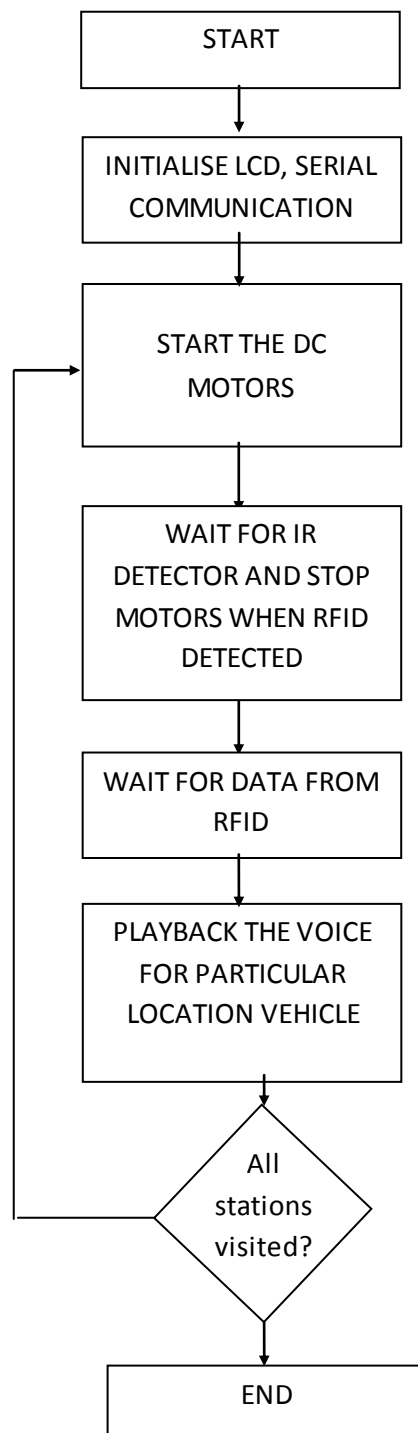 START
INITIALISE LCD, SERIAL
COMMUNICATION
START THE DC
MOTORS
WAIT FOR IR
DETECTOR AND STOP
MOTORS WHEN RFID
DETECTED
WAIT FOR DATA FROM
RFID
PLAYBACK THE VOICE
FOR PARTICULAR
LOCATION VEHICLE
All
stations
visited?
END